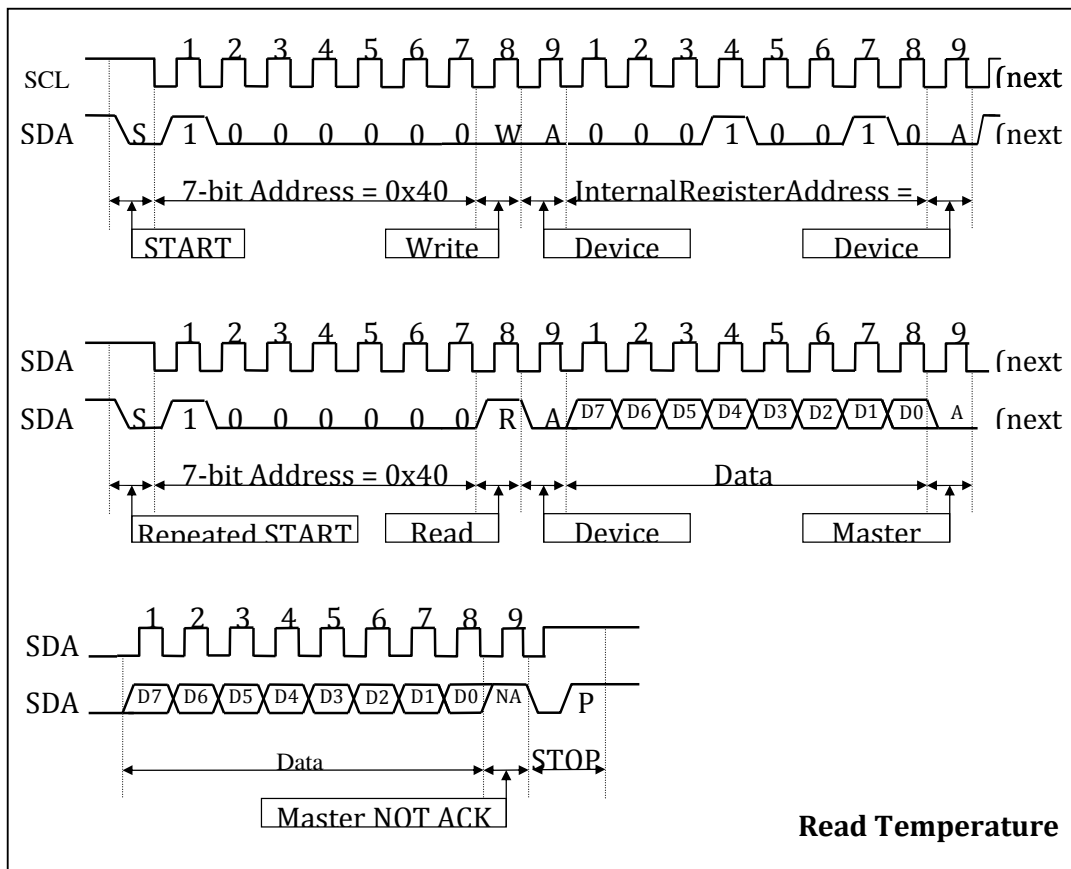 1 2 3 4 5 6 7 8 9 1 2 3 4 5 6 7 8 9
SCL (next
SDA S 1 0 0 0 0 0 0 W A 0 0 0 1 0 0 1 0 A (next
7-bit Address = 0x40 InternalRegisterAddress =
START Write Device Device
1 2 3 4 5 6 7 8 9 1 2 3 4 5 6 7 8 9
SDA (next
SDA S 1 0 0 0 0 0 0 R A D7 D6 D5 D4 D3 D2 D1 D0 A (next
7-bit Address = 0x40 Data
Repeated START Read Device Master
1 2 3 4 5 6 7 8 9
SDA
SDA D7 D6 D5 D4 D3 D2 D1 D0 NA P
Data STOP
Master NOT ACK
Read Temperature